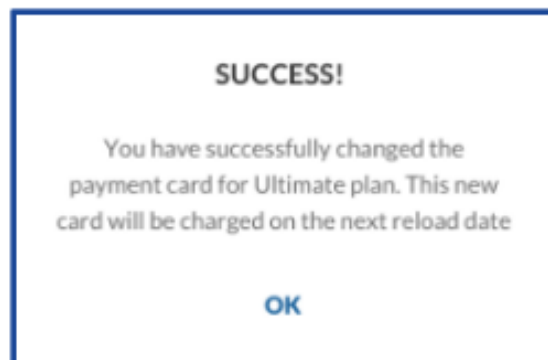 SUCCESS!
You have successfully changed the
payment card for Ultimate plan. This new
card will be charged on the next reload date
OK